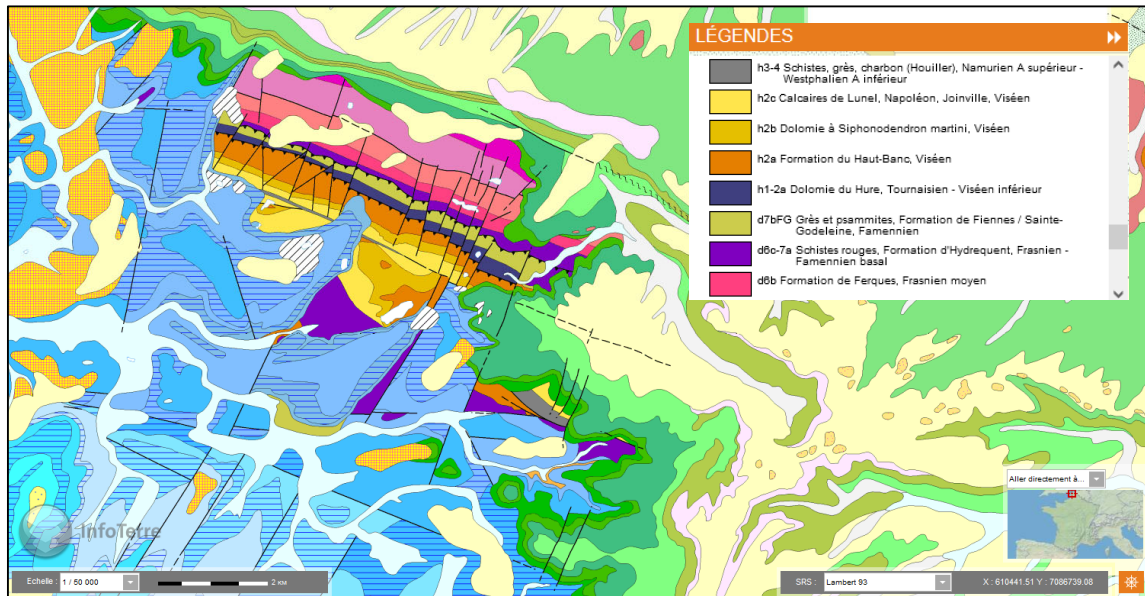 LÉGENDES
h3-4 Schistes, grès, charbon (Houiller), Namurien A supérieur -
Westphalien A inférieur
h2c Calcaires de Lunel, Napoléon, Joinville, Viséen
h2b Dolomie à Siphonodendron martini, Viséen
h2a Formation du Haut-Banc, Viséen
h1-2a Dolomie du Hure, Tournaisien - Viséen inférieur
d7bFG Grès et psammites, Formation de Fiennes / Sainte-
Godeleine, Famennien
d6c-7a Schistes rouges, Formation d'Hydrequent, Frasnien -
Famennien basal
d6b Formation de Ferques, Frasnien moyen
Aller directement à...
InfoTerre
Echelle : 1 / 50 000
2 KM
SRS : Lambert 93
X : 610441.51 Y : 7086739.08